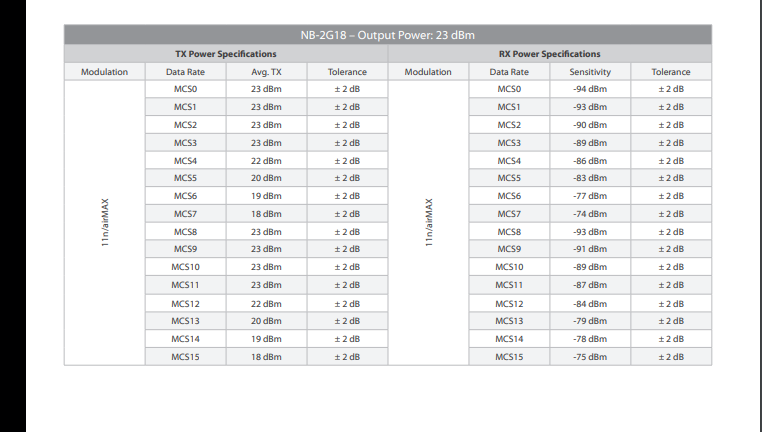 NB-2G18 – Output Power: 23 dBm
TX Power Specifications RX Power Specifications
Modulation Data Rate Avg. TX Tolerance Modulation Data Rate Sensitivity Tolerance
11n/airMAX 11n/airMAX
MCS0 23 dBm ± 2 dB MCS0 -94 dBm ± 2 dB
MCS1 23 dBm ± 2 dB MCS1 -93 dBm ± 2 dB
MCS2 23 dBm ± 2 dB MCS2 -90 dBm ± 2 dB
MCS3 23 dBm ± 2 dB MCS3 -89 dBm ± 2 dB
MCS4 22 dBm ± 2 dB MCS4 -86 dBm ± 2 dB
MCS5 20 dBm ± 2 dB MCS5 -83 dBm ± 2 dB
MCS6 19 dBm ± 2 dB MCS6 -77 dBm ± 2 dB
MCS7 18 dBm ± 2 dB MCS7 -74 dBm ± 2 dB
MCS8 23 dBm ± 2 dB MCS8 -93 dBm ± 2 dB
MCS9 23 dBm ± 2 dB MCS9 -91 dBm ± 2 dB
MCS10 23 dBm ± 2 dB MCS10 -89 dBm ± 2 dB
MCS11 23 dBm ± 2 dB MCS11 -87 dBm ± 2 dB
MCS12 22 dBm ± 2 dB MCS12 -84 dBm ± 2 dB
MCS13 20 dBm ± 2 dB MCS13 -79 dBm ± 2 dB
MCS14 19 dBm ± 2 dB MCS14 -78 dBm ± 2 dB
MCS15 18 dBm ± 2 dB MCS15 -75 dBm ± 2 dB